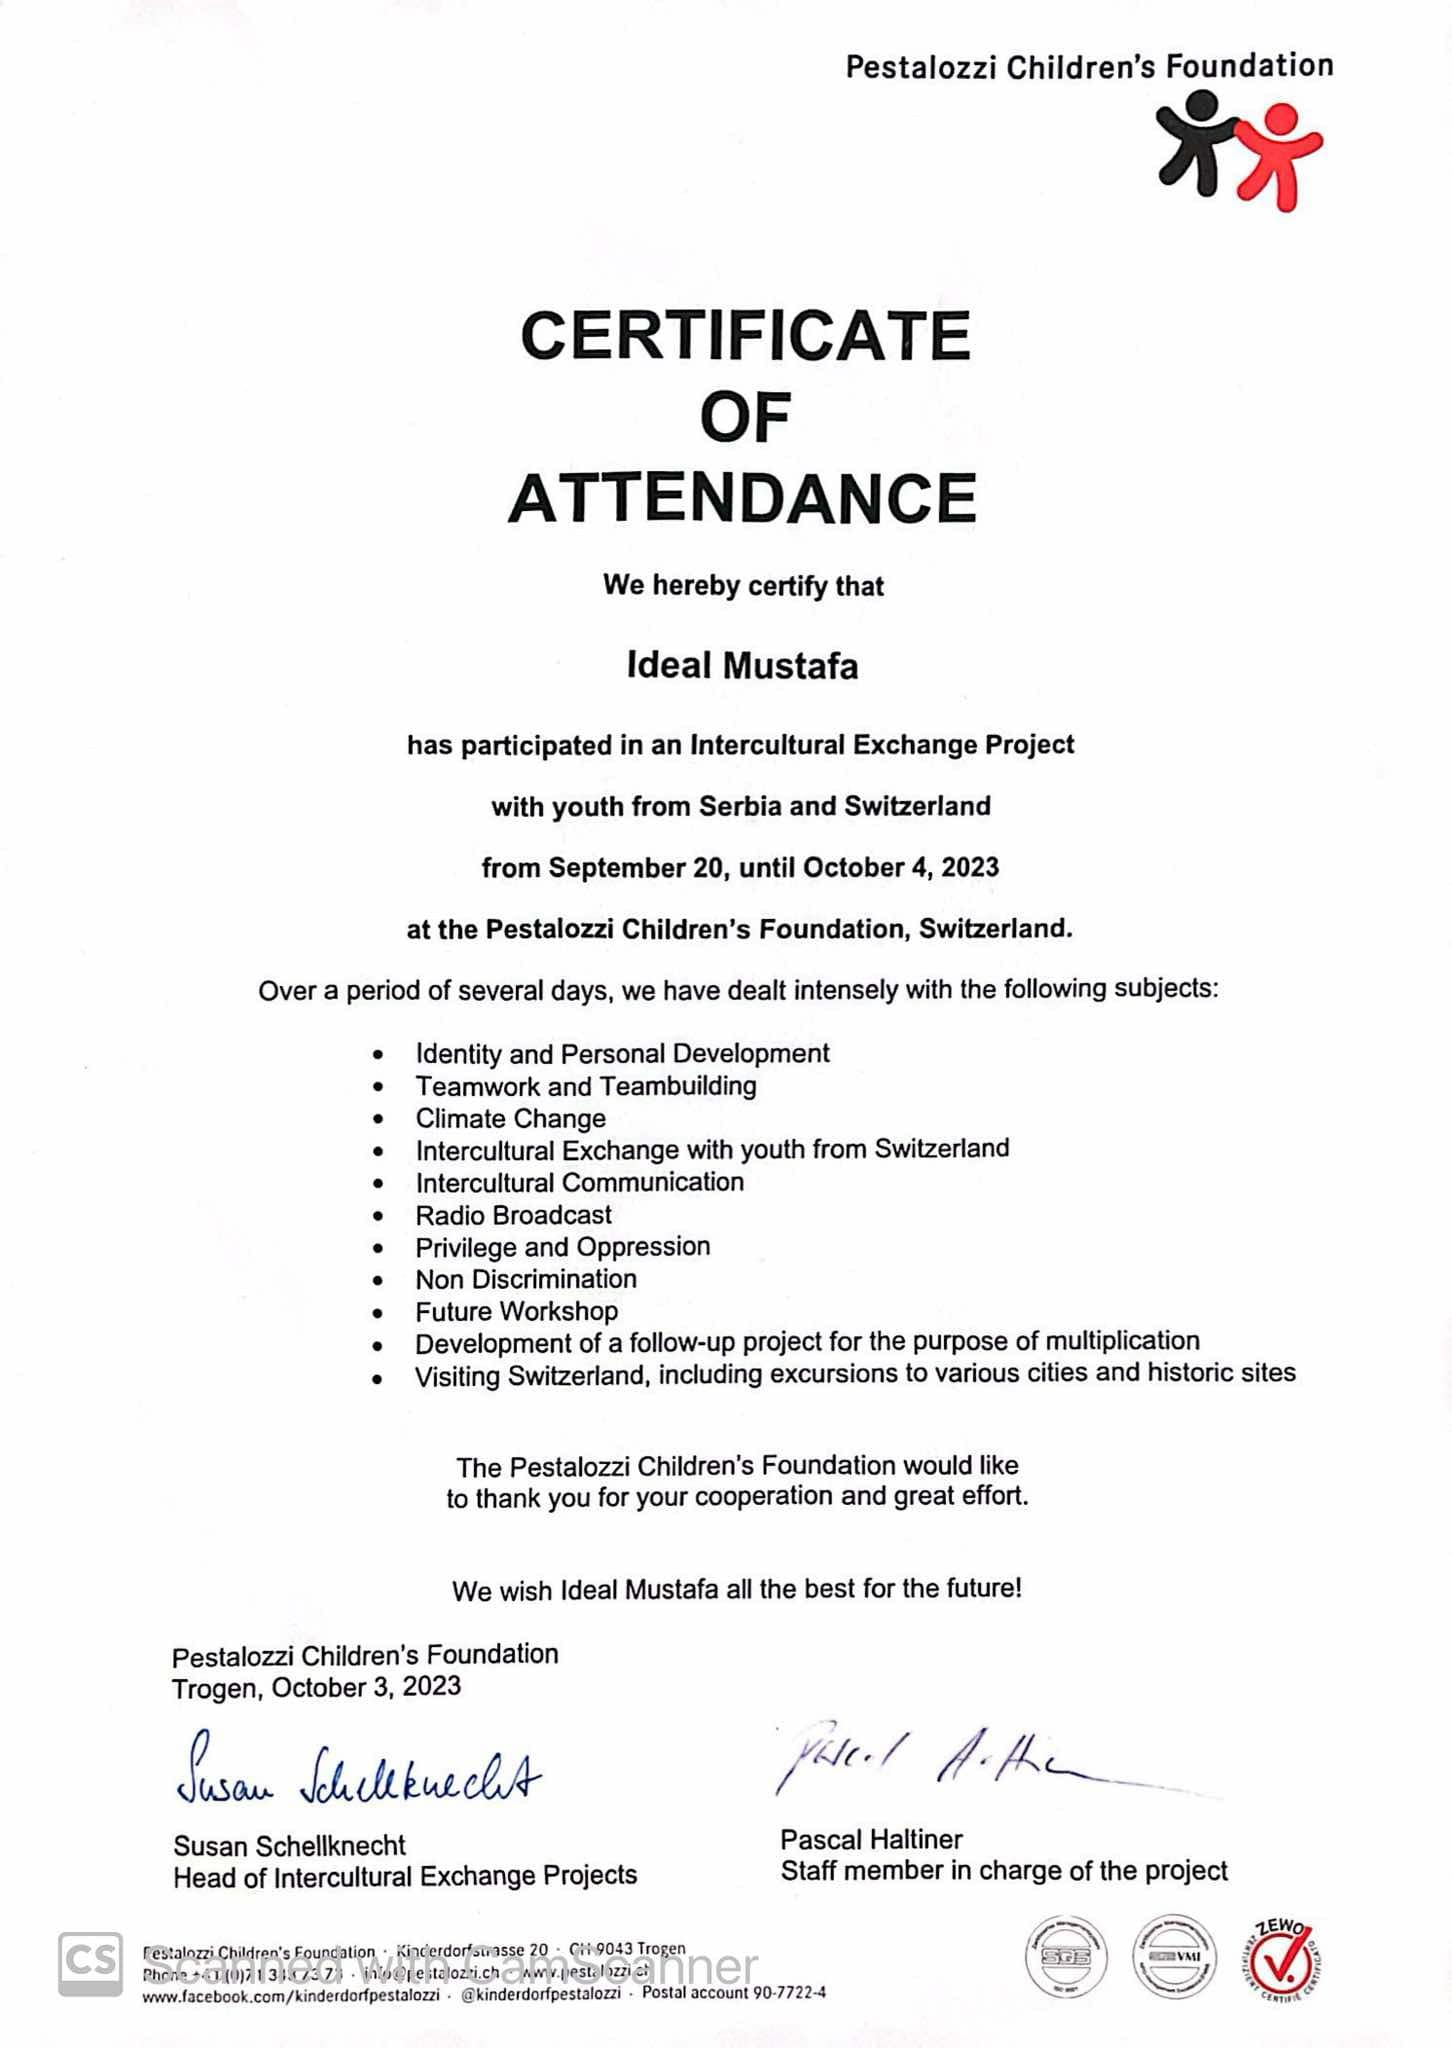 Pestalozzi Children's Foundation
CERTIFICATE
OF
ATTENDANCE
We hereby certify that
Ideal Mustafa
has participated in an Intercultural Exchange Project
with youth from Serbia and Switzerland
from September 20, until October 4, 2023
at the Pestalozzi Children's Foundation, Switzerland.
Over a period of several days, we have dealt intensely with the following subjects:
• Identity and Personal Development
• Teamwork and Teambuilding
• Climate Change
• Intercultural Exchange with youth from Switzerland
• Intercultural Communication
• Radio Broadcast
• Privilege and Oppression
• Non Discrimination
• Future Workshop
• Development of a follow-up project for the purpose of multiplication
• Visiting Switzerland, including excursions to various cities and historic sites
The Pestalozzi Children's Foundation would like
to thank you for your cooperation and great effort.
We wish Ideal Mustafa all the best for the future!
Pestalozzi Children's Foundation
Trogen, October 3, 2023
Susan Schellknecht
Susan Schellknecht
Head of Intercultural Exchange Projects
Pascal Haltiner
Staff member in charge of the project
Pestalozzi Children's Foundation · Kinderdorfstrasse 20 · CH-9043 Trogen
Phone · info@pestalozzi.ch · www.pestalozzi.ch
www.facebook.com/kinderdorfpestalozzi · @kinderdorfpestalozzi · Postal account 90-7722-4
CS Scanned with CamScanner
SGS
VMI
ZEWO